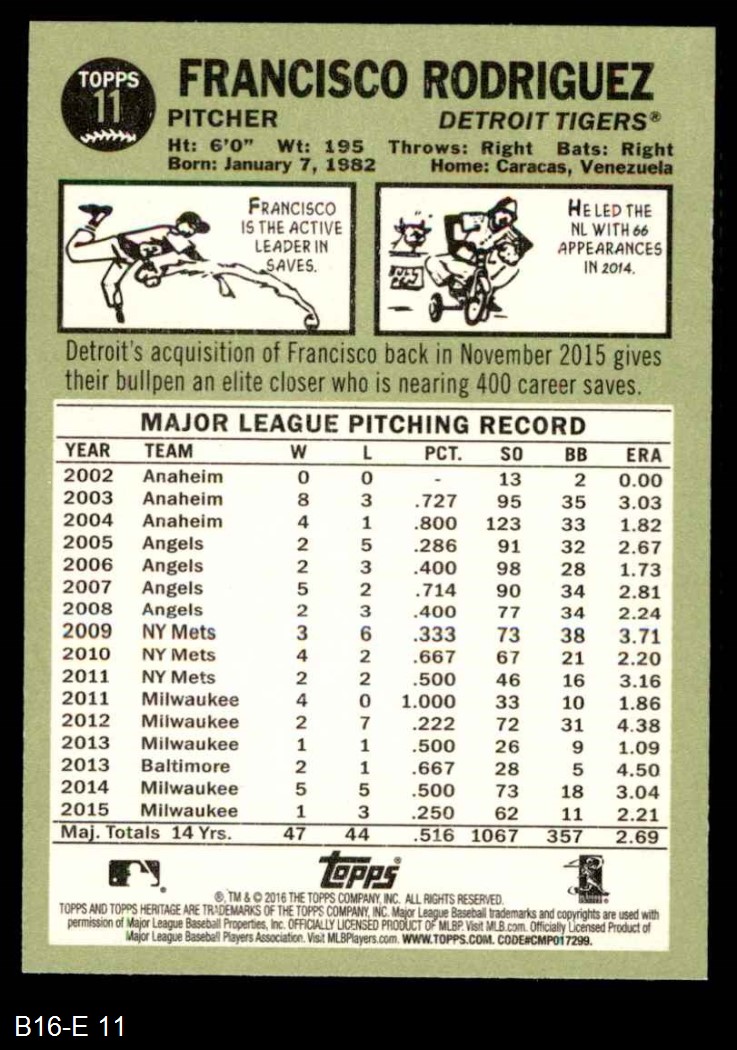 TOPPS
11
FRANCISCO RODRIGUEZ
PITCHER DETROIT TIGERS®
Ht: 6'0" Wt: 195 Throws: Right Bats: Right
Born: January 7, 1982 Home: Caracas, Venezuela
FRANCISCO
IS THE ACTIVE
LEADER IN
SAVES.
HE LED THE
NL WITH 66
APPEARANCES
IN 2014.
BULL
PEN
Detroit's acquisition of Francisco back in November 2015 gives
their bullpen an elite closer who is nearing 400 career saves.
MAJOR LEAGUE PITCHING RECORD
YEAR TEAM W L PCT. SO BB ERA
2002 Anaheim 0 0 - 13 2 0.00
2003 Anaheim 8 3 .727 95 35 3.03
2004 Anaheim 4 1 .800 123 33 1.82
2005 Angels 2 5 .286 91 32 2.67
2006 Angels 2 3 .400 98 28 1.73
2007 Angels 5 2 .714 90 34 2.81
2008 Angels 2 3 .400 77 34 2.24
2009 NY Mets 3 6 .333 73 38 3.71
2010 NY Mets 4 2 .667 67 21 2.20
2011 NY Mets 2 2 .500 46 16 3.16
2011 Milwaukee 4 0 1.000 33 10 1.86
2012 Milwaukee 2 7 .222 72 31 4.38
2013 Milwaukee 1 1 .500 26 9 1.09
2013 Baltimore 2 1 .667 28 5 4.50
2014 Milwaukee 5 5 .500 73 18 3.04
2015 Milwaukee 1 3 .250 62 11 2.21
Maj. Totals 14 Yrs. 47 44 .516 1067 357 2.69
TOPPS®
®, TM & © 2016 THE TOPPS COMPANY, INC. ALL RIGHTS RESERVED.
TOPPS AND TOPPS HERITAGE ARE TRADEMARKS OF THE TOPPS COMPANY, INC. Major League Baseball trademarks and copyrights are used with
permission of Major League Baseball Properties, Inc. OFFICIALLY LICENSED PRODUCT OF MLBP. Visit MLB.com. Officially Licensed Product of
Major League Baseball Players Association. Visit MLBPlayers.com. WWW.TOPPS.COM. CODE#CMP017299.
B16-E 11